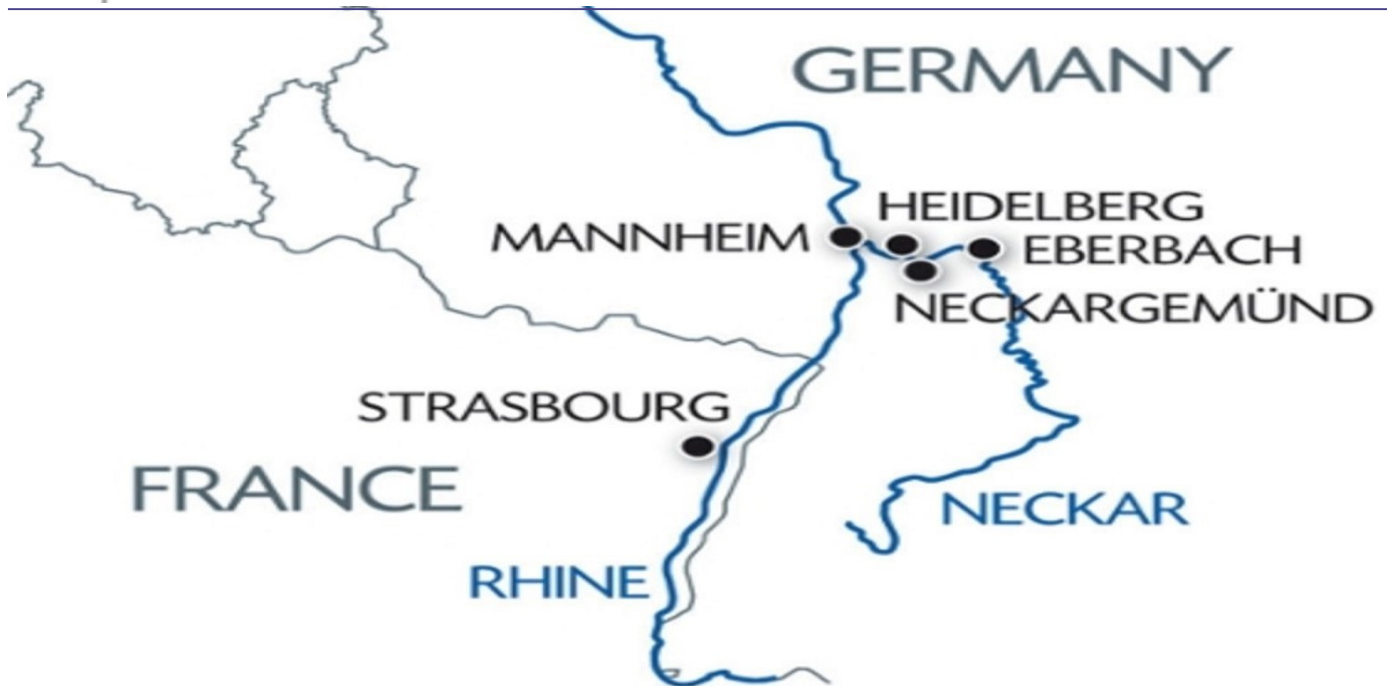 GERMANY
HEIDELBERG
MANNHEIM
EBERBACH
NECKARGEMÜND
STRASBOURG
FRANCE
NECKAR
RHINE